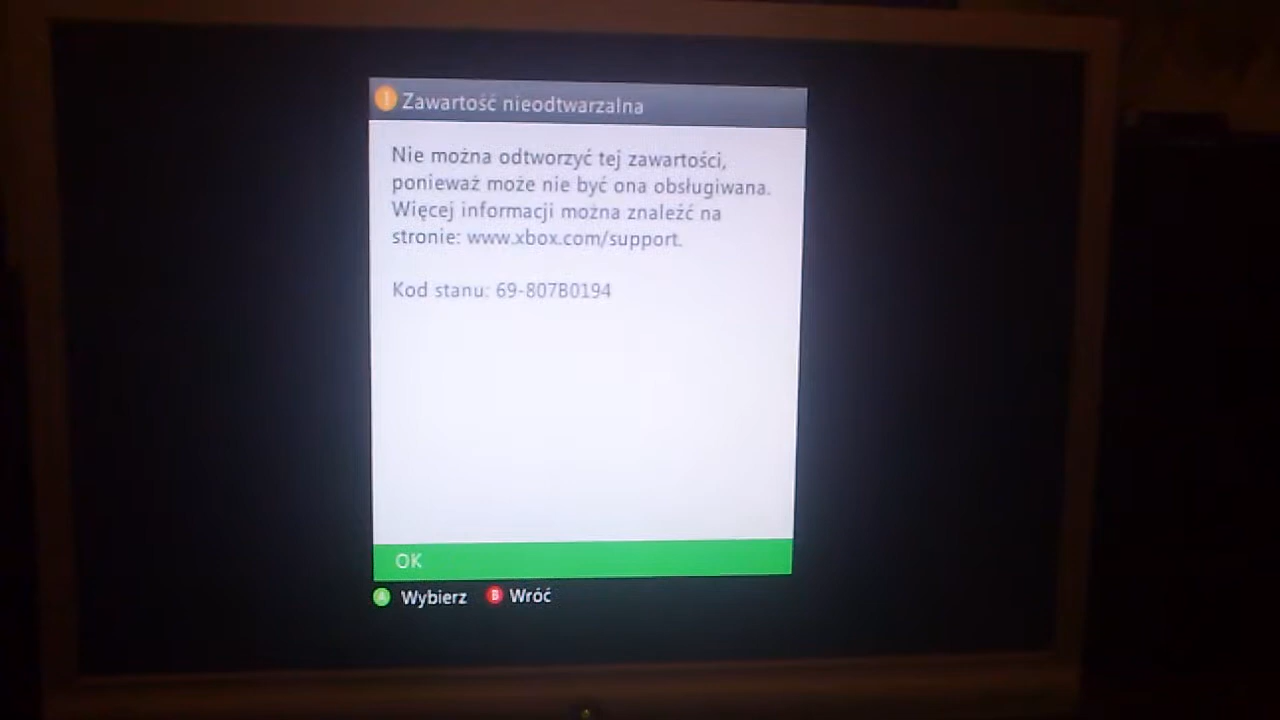 Zawartość nieodtwarzalna
Nie można odtworzyć tej zawartości,
ponieważ może nie być ona obsługiwana.
Więcej informacji można znaleźć na
stronie: www.xbox.com/support.
Kod stanu: 69-807B0194
OK
A Wybierz B Wróć